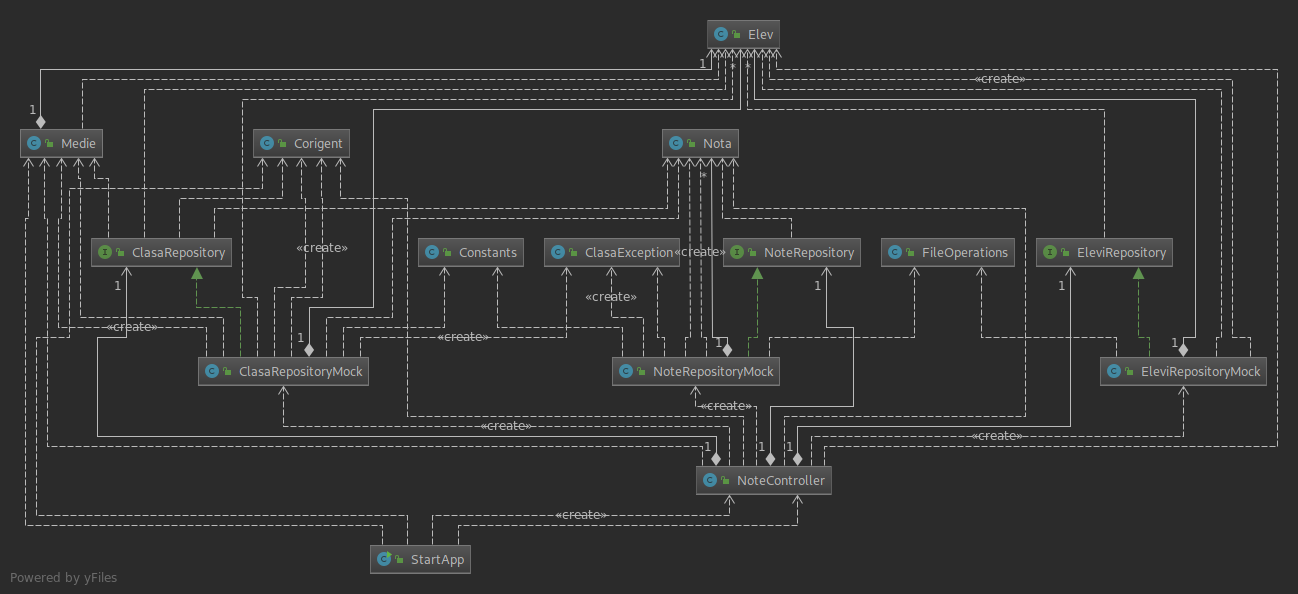 Elev
1
*
*
«create»
1
Medie
Corigent
Nota
*
«create»
ClasaRepository
Constants
ClasaException
«create»
NoteRepository
FileOperations
EleviRepository
1
1
1
«create»
«create»
«create»
1
1
1
ClasaRepositoryMock
NoteRepositoryMock
EleviRepositoryMock
«create»
«create»
«create»
1
1
1
NoteController
«create»
StartApp
Powered by yFiles